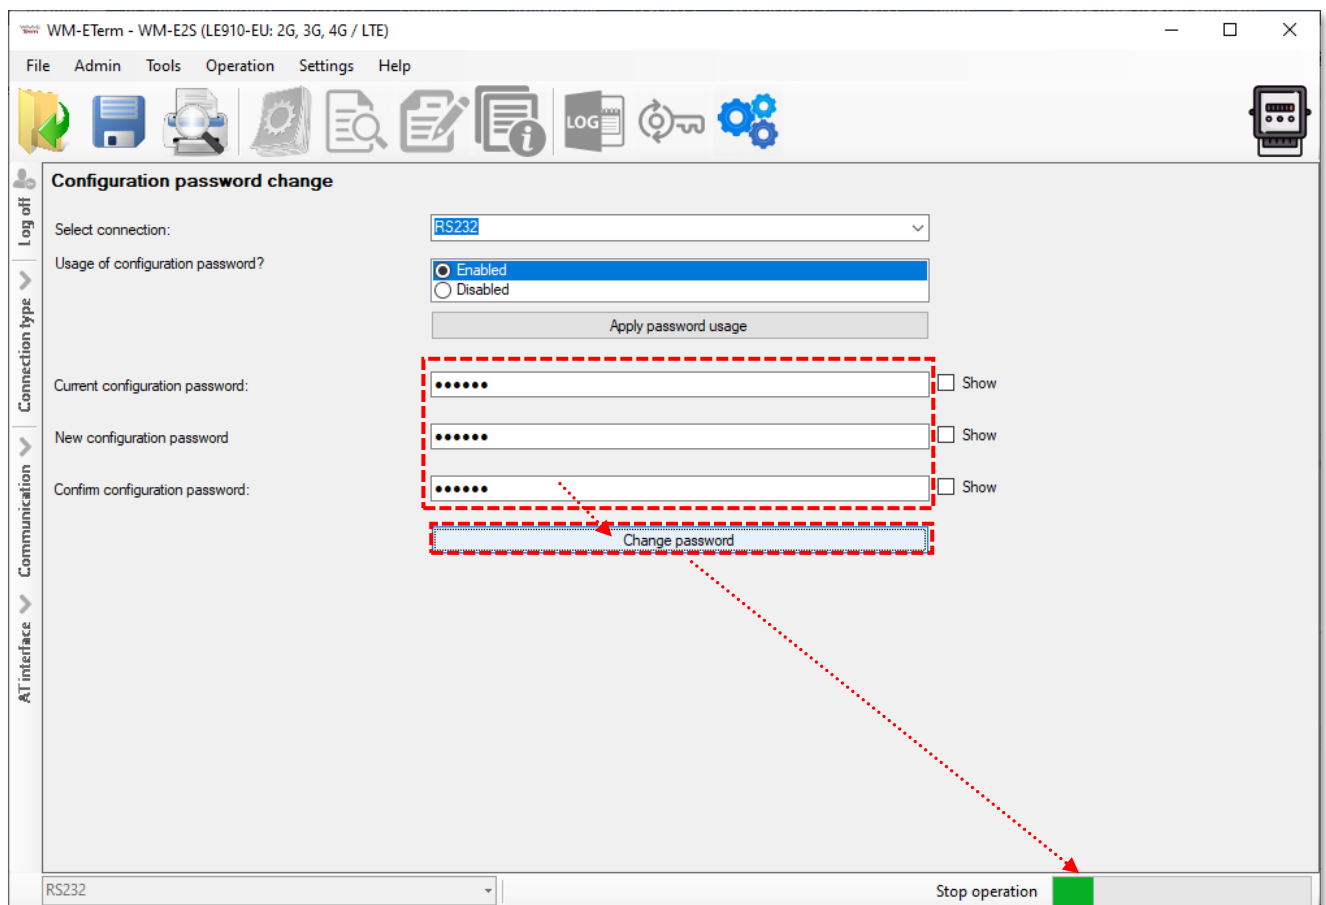 WM-ETerm - WM-E2S (LE910-EU: 2G, 3G, 4G / LTE)
File Admin Tools Operation Settings Help
LOG
Log off
Connection type
Communication
AT interface
Configuration password change
Select connection:
RS232
Usage of configuration password?
Enabled
Disabled
Apply password usage
Current configuration password:
●●●●●●
Show
New configuration password
●●●●●●
Show
Confirm configuration password:
●●●●●●
Show
Change password
RS232
Stop operation